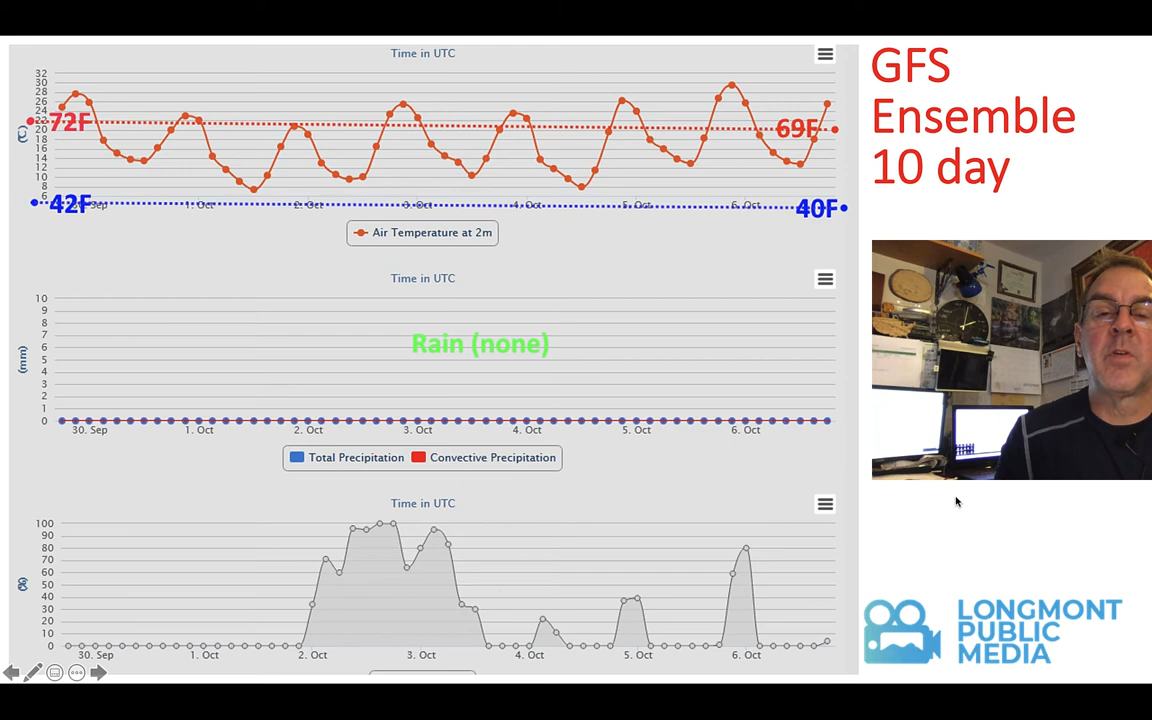 Time in UTC
32
30
28
26
24
22
20
18
16
14
12
10
8
6
(°C)
72F
69F
42F
40F
30. Sep
1. Oct
2. Oct
3. Oct
4. Oct
5. Oct
6. Oct
Air Temperature at 2m
Time in UTC
10
9
8
7
6
5
4
3
2
1
0
(mm)
Rain (none)
30. Sep
1. Oct
2. Oct
3. Oct
4. Oct
5. Oct
6. Oct
Total Precipitation
Convective Precipitation
Time in UTC
100
90
80
70
60
50
40
30
20
10
0
(%)
30. Sep
1. Oct
2. Oct
3. Oct
4. Oct
5. Oct
6. Oct
GFS
Ensemble
10 day
LONGMONT
PUBLIC
MEDIA